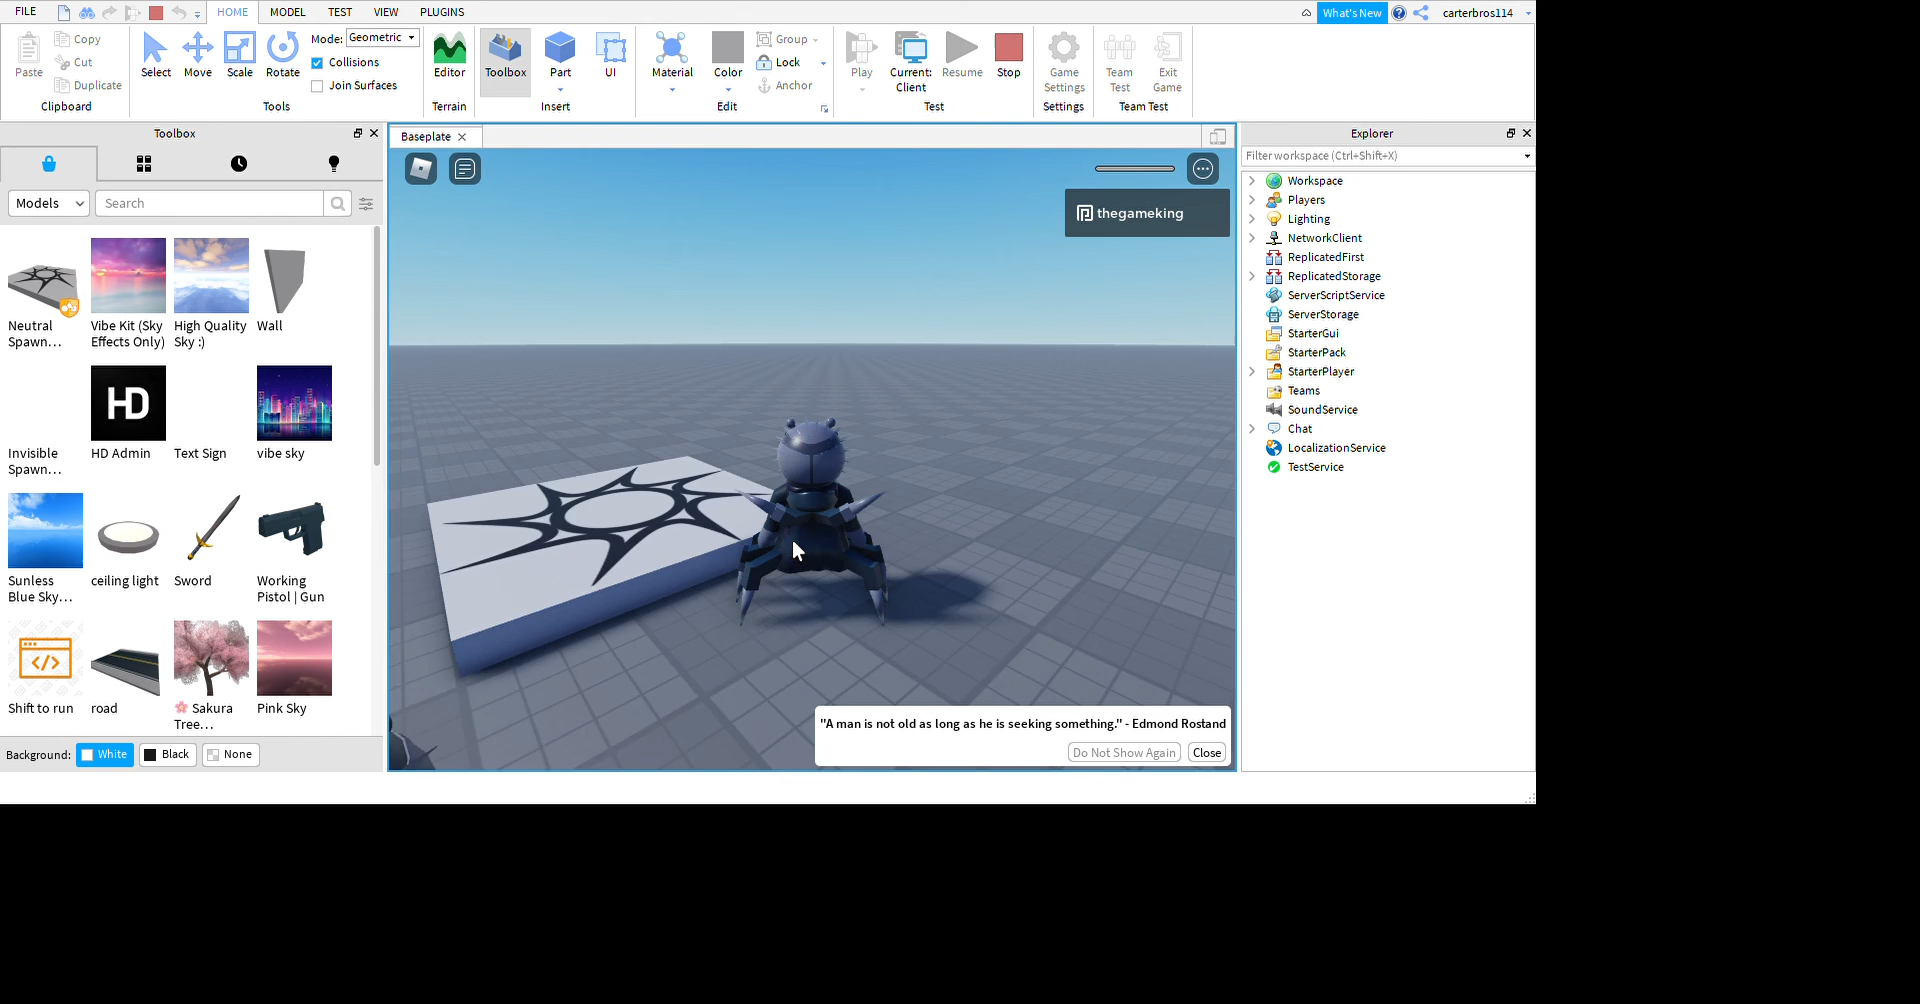 FILE
HOME
MODEL
TEST
VIEW
PLUGINS
What's New
carterbros114
Paste
Copy
Cut
Duplicate
Clipboard
Select
Move
Scale
Rotate
Mode: Geometric
Collisions
Join Surfaces
Tools
Editor
Terrain
Toolbox
Part
UI
Insert
Material
Color
Group
Lock
Anchor
Edit
Play
Current:
Client
Resume
Stop
Test
Game
Settings
Settings
Team
Test
Exit
Game
Team Test
Toolbox
Models
Search
Neutral
Spawn...
Vibe Kit (Sky
Effects Only)
High Quality
Sky :)
Wall
Invisible
Spawn...
HD
HD Admin
Text Sign
vibe sky
Sunless
Blue Sky...
ceiling light
Sword
Working
Pistol | Gun
</>
Shift to run
road
🌸 Sakura
Tree...
Pink Sky
Background:
White
Black
None
Baseplate
thegameking
"A man is not old as long as he is seeking something." - Edmond Rostand
Do Not Show Again
Close
Explorer
Filter workspace (Ctrl+Shift+X)
Workspace
Players
Lighting
NetworkClient
ReplicatedFirst
ReplicatedStorage
ServerScriptService
ServerStorage
StarterGui
StarterPack
StarterPlayer
Teams
SoundService
Chat
LocalizationService
TestService